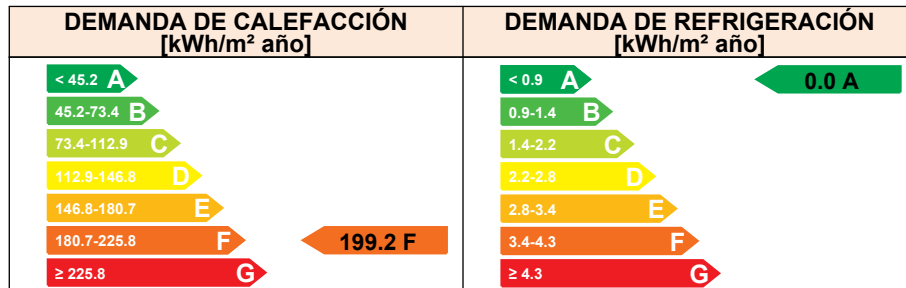 DEMANDA DE CALEFACCIÓN
[kWh/m² año]
< 45.2 A
45.2-73.4 B
73.4-112.9 C
112.9-146.8 D
146.8-180.7 E
180.7-225.8 F
199.2 F
≥ 225.8 G
DEMANDA DE REFRIGERACIÓN
[kWh/m² año]
< 0.9 A
0.0 A
0.9-1.4 B
1.4-2.2 C
2.2-2.8 D
2.8-3.4 E
3.4-4.3 F
≥ 4.3 G